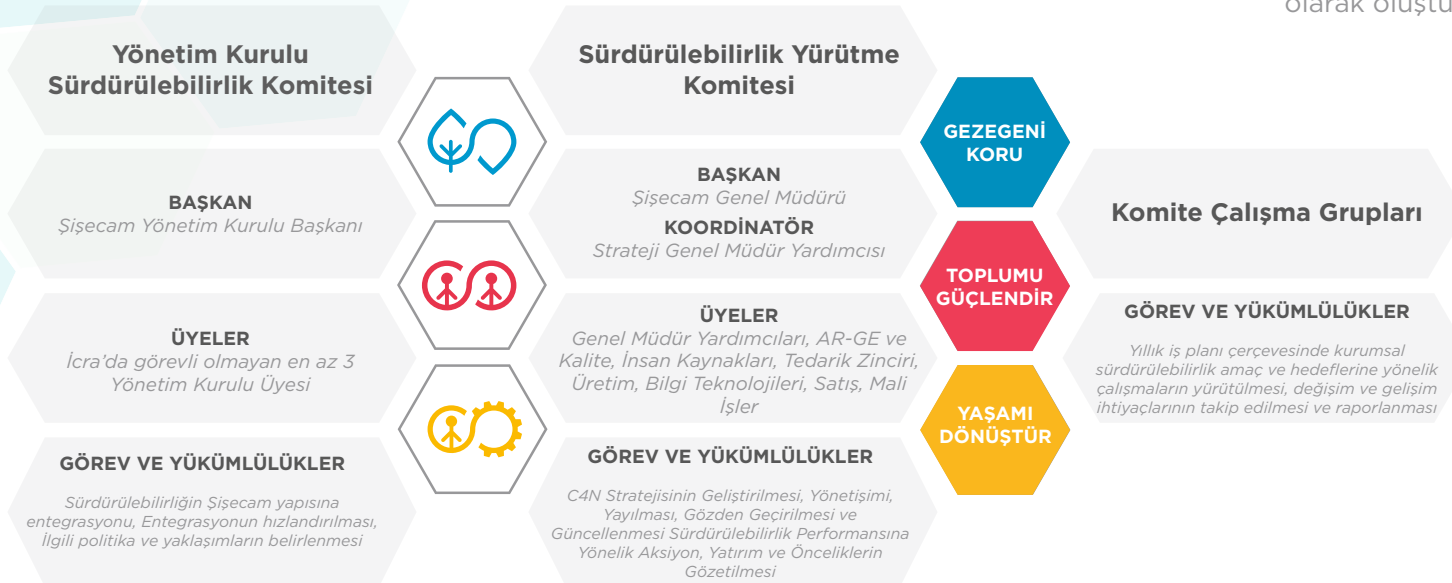 olarak oluştu
Yönetim Kurulu
Sürdürülebilirlik Komitesi
BAŞKAN
Şişecam Yönetim Kurulu Başkanı
ÜYELER
İcra'da görevli olmayan en az 3
Yönetim Kurulu Üyesi
GÖREV VE YÜKÜMLÜLÜKLER
Sürdürülebilirliğin Şişecam yapısına
entegrasyonu, Entegrasyonun hızlandırılması,
İlgili politika ve yaklaşımların belirlenmesi
Sürdürülebilirlik Yürütme
Komitesi
BAŞKAN
Şişecam Genel Müdürü
KOORDİNATÖR
Strateji Genel Müdür Yardımcısı
ÜYELER
Genel Müdür Yardımcıları, AR-GE ve
Kalite, İnsan Kaynakları, Tedarik Zinciri,
Üretim, Bilgi Teknolojileri, Satış, Mali
İşler
GÖREV VE YÜKÜMLÜLÜKLER
C4N Stratejisinin Geliştirilmesi, Yönetişimi,
Yayılması, Gözden Geçirilmesi ve
Güncellenmesi Sürdürülebilirlik Performansına
Yönelik Aksiyon, Yatırım ve Önceliklerin
Gözetilmesi
GEZEGENİ
KORU
TOPLUMU
GÜÇLENDİR
YAŞAMI
DÖNÜŞTÜR
Komite Çalışma Grupları
GÖREV VE YÜKÜMLÜLÜKLER
Yıllık iş planı çerçevesinde kurumsal
sürdürülebilirlik amaç ve hedeflerine yönelik
çalışmaların yürütülmesi, değişim ve gelişim
ihtiyaçlarının takip edilmesi ve raporlanması